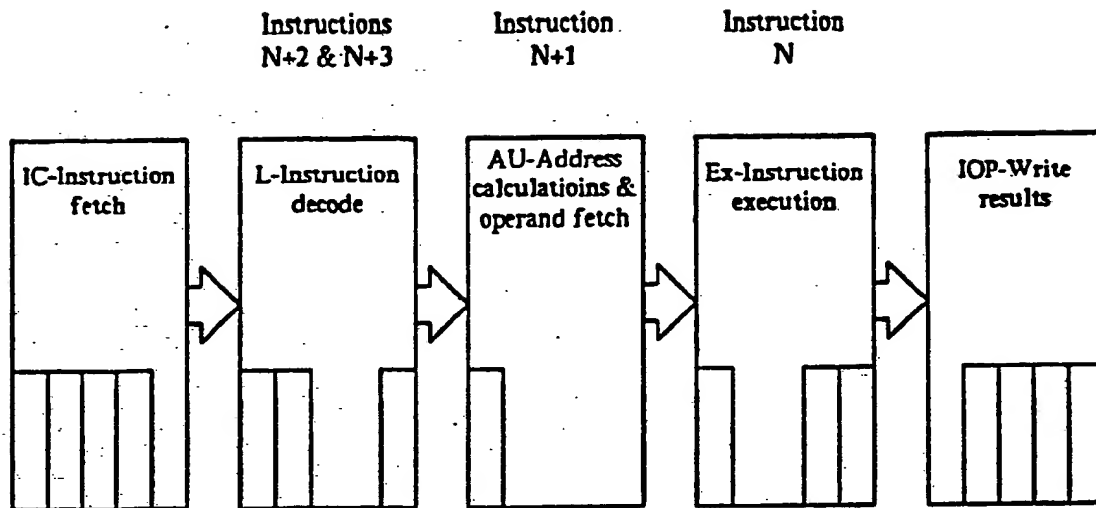 Instructions
N+2 & N+3
Instruction
N+1
Instruction
N
IC-Instruction
fetch
L-Instruction
decode
AU-Address
calculatioins &
operand fetch
Ex-Instruction
execution
IOP-Write
results